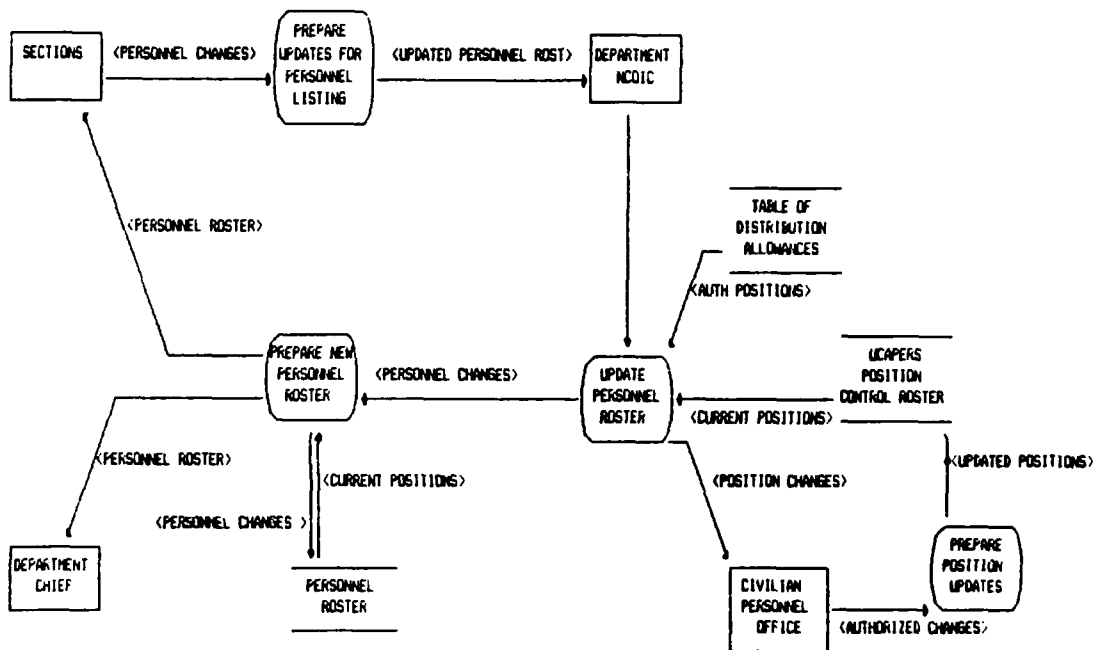 SECTIONS
<PERSONNEL CHANGES>
PREPARE
UPDATES FOR
PERSONNEL
LISTING
<UPDATED PERSONNEL ROST>
DEPARTMENT
NCOIC
<PERSONNEL ROSTER>
TABLE OF
DISTRIBUTION
ALLOWANCES
<AUTH POSITIONS>
PREPARE NEW
PERSONNEL
ROSTER
<PERSONNEL CHANGES>
UPDATE
PERSONNEL
ROSTER
UCAPERS
POSITION
CONTROL ROSTER
<CURRENT POSITIONS>
<PERSONNEL ROSTER>
<CURRENT POSITIONS>
<PERSONNEL CHANGES >
<POSITION CHANGES>
<UPDATED POSITIONS>
DEPARTMENT
CHIEF
PERSONNEL
ROSTER
CIVILIAN
PERSONNEL
OFFICE
<AUTHORIZED CHANGES>
PREPARE
POSITION
UPDATES